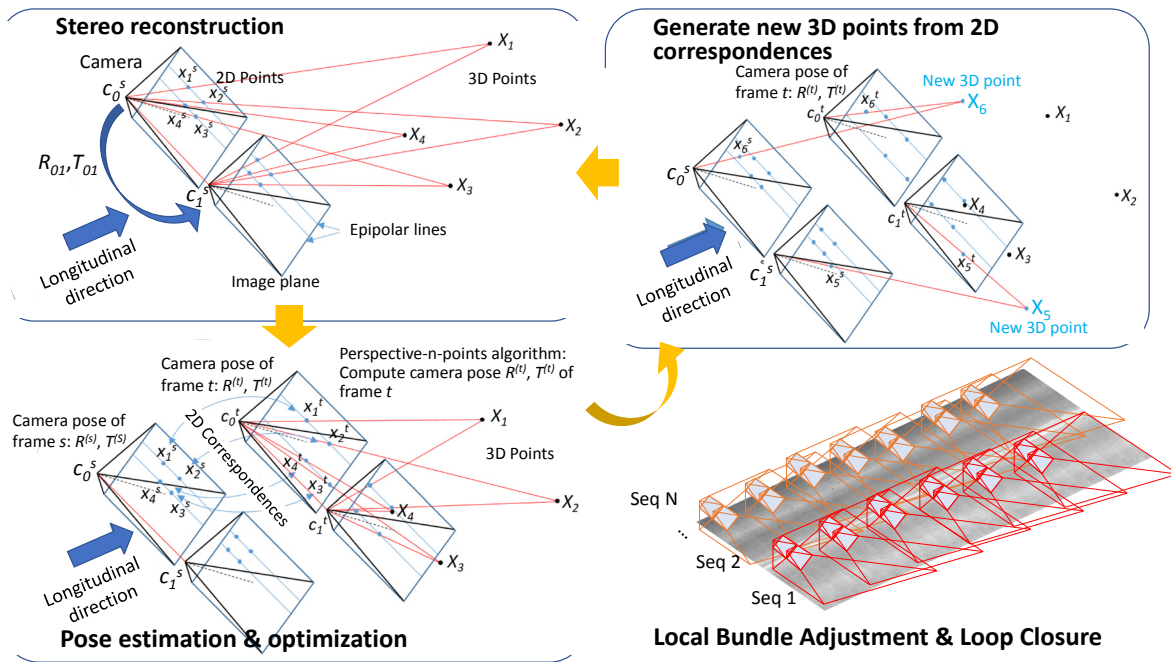 Stereo reconstruction
Camera
c₀ˢ
x₁ˢ
2D Points
x₂ˢ
x₄ˢ
x₃ˢ
X₁
3D Points
X₂
X₄
X₃
R₀₁,T₀₁
c₁ˢ
Epipolar lines
Longitudinal
direction
Image plane
Generate new 3D points from 2D
correspondences
Camera pose of
frame t: R⁽ᵗ⁾, T⁽ᵗ⁾
New 3D point
X₆
c₀ᵗ
x₆ᵗ
X₁
x₆ˢ
c₀ˢ
X₂
c₁ᵗ
X₄
X₃
x₅ᵗ
Longitudinal
direction
c₁ˢ
x₅ˢ
X₅
New 3D point
Camera pose of
frame t: R⁽ᵗ⁾, T⁽ᵗ⁾
Perspective-n-points algorithm:
Compute camera pose R⁽ᵗ⁾, T⁽ᵗ⁾ of
frame t
Camera pose of
frame s: R⁽ˢ⁾, T⁽ˢ⁾
c₀ᵗ
x₁ᵗ
x₂ᵗ
X₁
3D Points
2D Correspondences
c₀ˢ
x₁ˢ
x₂ˢ
x₄ˢ
x₃ˢ
x₄ᵗ
x₃ᵗ
X₂
c₁ᵗ
X₄
X₃
Longitudinal
direction
c₁ˢ
Pose estimation & optimization
Seq N
...
Seq 2
Seq 1
Local Bundle Adjustment & Loop Closure